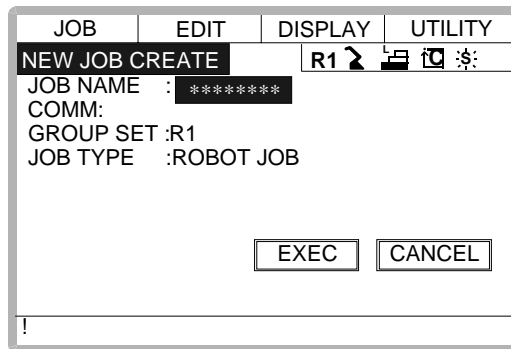 JOB EDIT DISPLAY UTILITY
NEW JOB CREATE R1 L C S
JOB NAME : ********
COMM:
GROUP SET :R1
JOB TYPE :ROBOT JOB
EXEC CANCEL
!